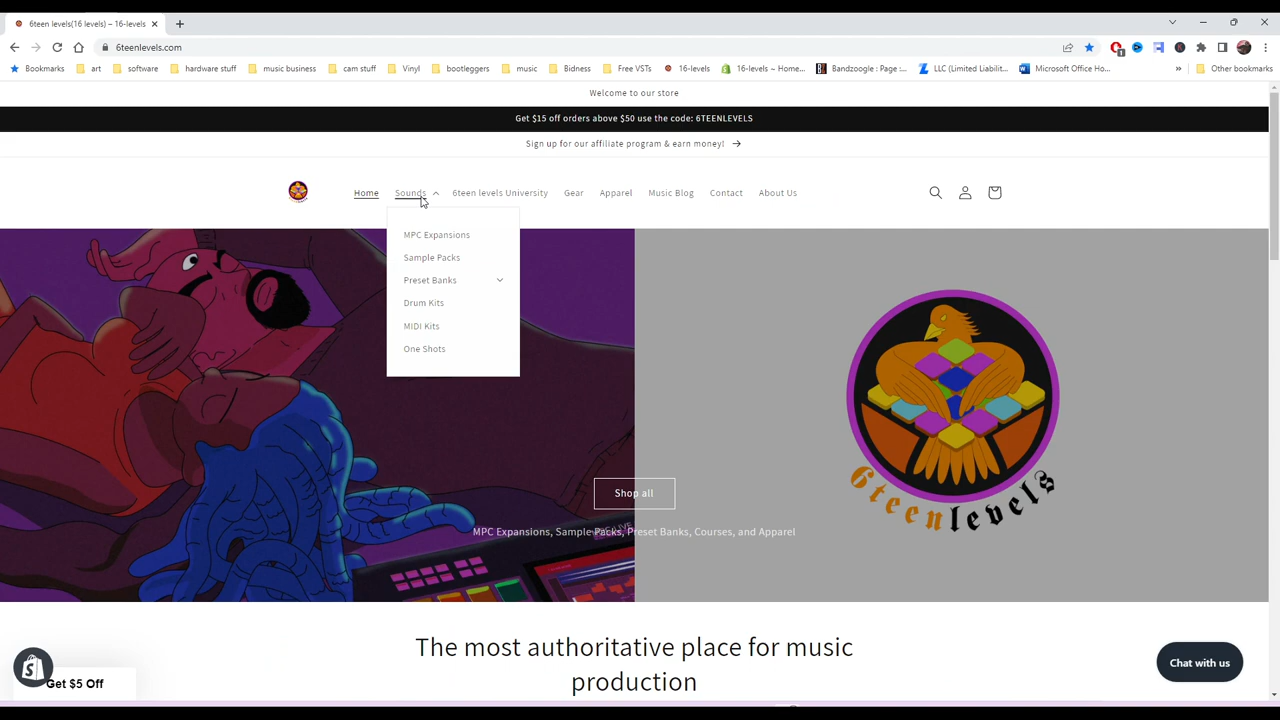 6teen levels(16 levels) – 16-levels
6teenlevels.com
Bookmarks art software hardware stuff music business cam stuff Vinyl bootleggers music Bidness Free VSTs 16-levels 16-levels ~ Home... Bandzoogle : Page :... LLC (Limited Liabilit... Microsoft Office Ho... » Other bookmarks
Welcome to our store
Get $15 off orders above $50 use the code: 6TEENLEVELS
Sign up for our affiliate program & earn money! →
Home Sounds 6teen levels University Gear Apparel Music Blog Contact About Us
MPC Expansions
Sample Packs
Preset Banks
Drum Kits
MIDI Kits
One Shots
6teenlevels
Shop all
MPC Expansions, Sample Packs, Preset Banks, Courses, and Apparel
The most authoritative place for music
production
Get $5 Off
Chat with us